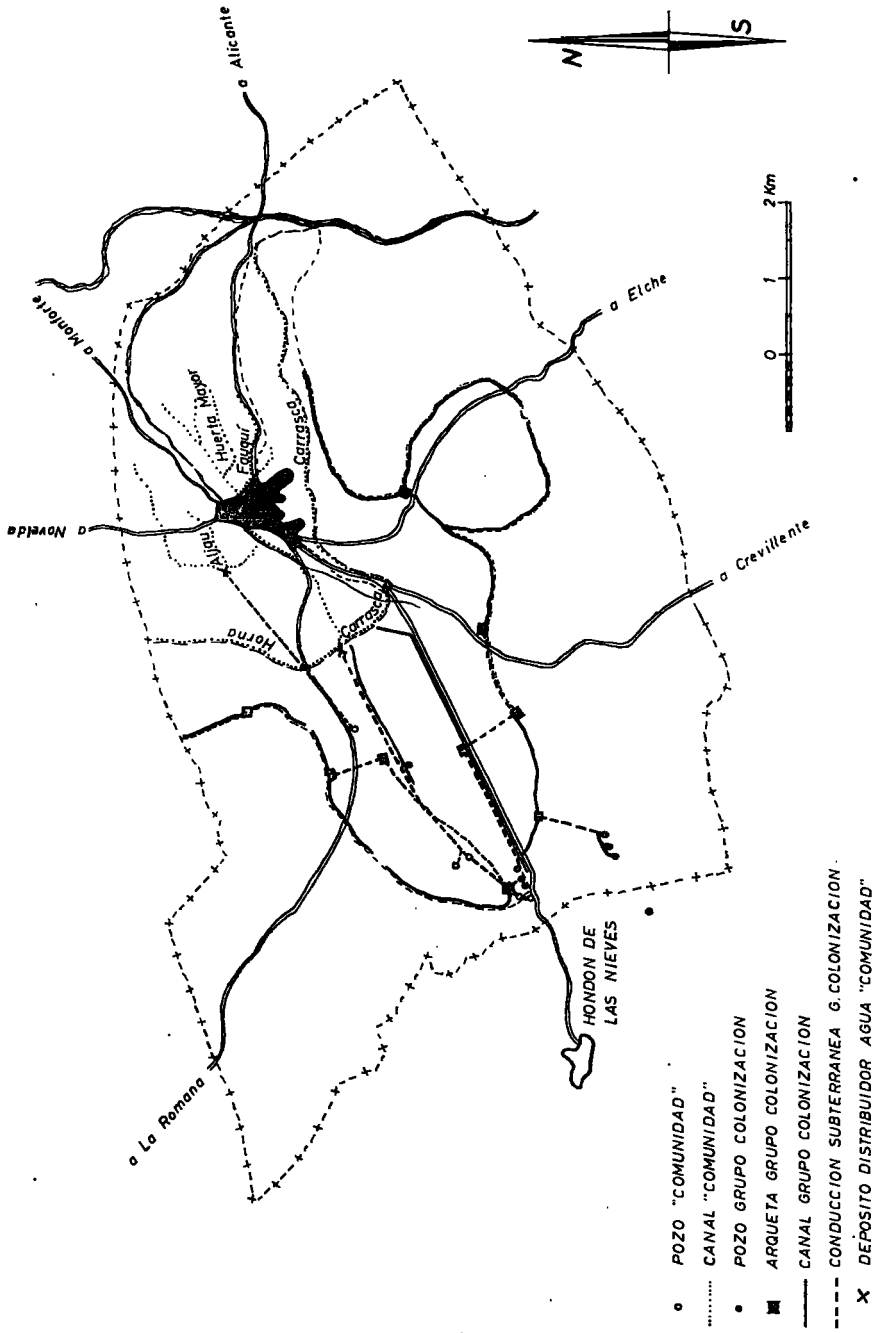 a Alicante
N
S
a Monforte
2 Km
1
0
a Elche
Huerta Mayor
Fauquí
Carrasca
a Novelda
Aljau
a Crevillente
Horna
Carrasca
HONDON DE
LAS NIEVES
a La Romana
POZO "COMUNIDAD"
CANAL "COMUNIDAD"
POZO GRUPO COLONIZACION
ARQUETA GRUPO COLONIZACION
CANAL GRUPO COLONIZACION
CONDUCCION SUBTERRANEA G. COLONIZACION.
DEPOSITO DISTRIBUIDOR AGUA "COMUNIDAD"